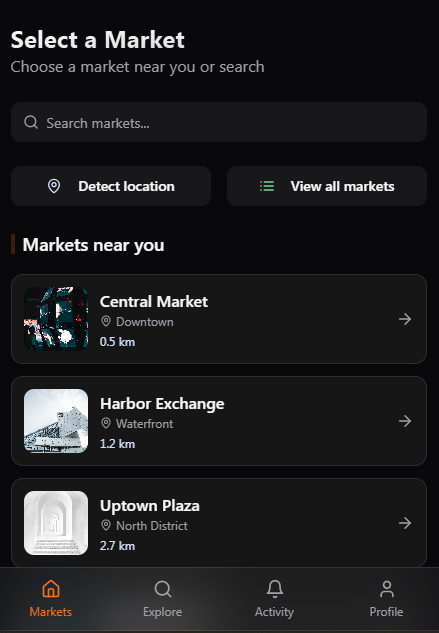 Select a Market
Choose a market near you or search
Search markets...
Detect location
View all markets
Markets near you
Central Market
Downtown
0.5 km
Harbor Exchange
Waterfront
1.2 km
Uptown Plaza
North District
2.7 km
Markets
Explore
Activity
Profile